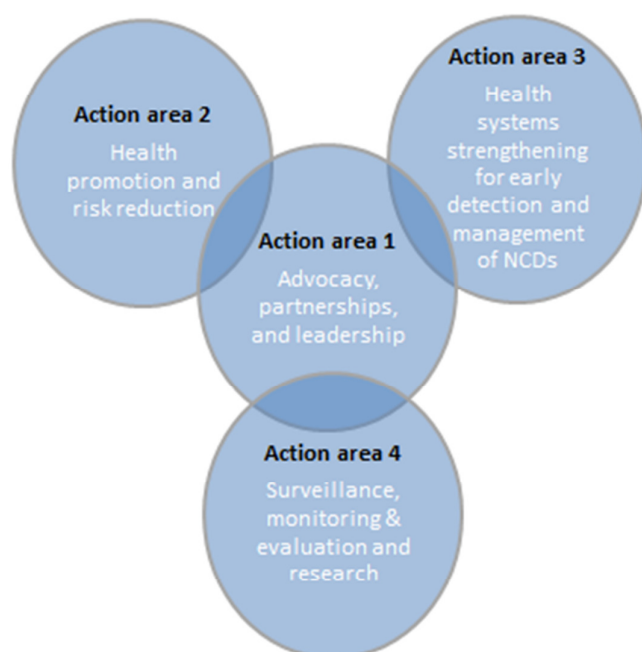 Action area 2
Health
promotion and
risk reduction
Action area 3
Health
systems
strengthening
for early
detection and
management
of NCDs
Action area 1
Advocacy,
partnerships,
and leadership
Action area 4
Surveillance,
monitoring &
evaluation and
research